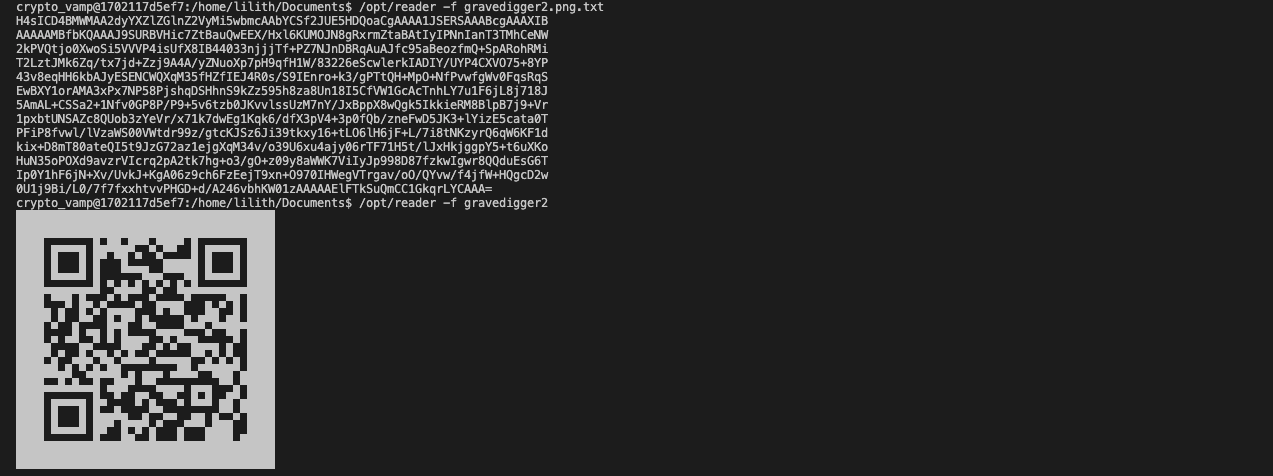 crypto_vamp@1702117d5ef7:/home/lilith/Documents$ /opt/reader -f gravedigger2.png.txt
H4sICD4BMWMAA2dyYXZlZGlnZ2VyMi5wbmcAAbYCSf2JUE5HDQoaCgAAAA1JSERSAAABcgAAAXIB
AAAAAMBfbKQAAAJ9SURBVHic7ZtBauQwEEX/Hxl6KUMOJN8gRxrmZtaBAtIyIPNnIanT3TMhCeNW
2kPVQtjo0XwoSi5VVVP4isUfX8IB44033njjjTf+PZ7NJnDBRqAuAJfc95aBeozfmQ+SpARohRMi
T2LztJMk6Zq/tx7jd+Zzj9A4A/yZNuoXp7pH9qfH1W/83226eScwlerkIADIY/UYP4CXVO75+8YP
43v8eqHH6kbAJyESENCWQXqM35fHZfIEJ4R0s/S9IEnro+k3/gPTtQH+MpO+NfPvwfgWv0FqsRqS
EwBXY1orAMA3xPx7NP58PjshqDSHhnS9kZz595h8za8Un18I5CfVW1GcAcTnhLY7u1F6jL8j718J
5AmAL+CSSa2+1Nfv0GP8P/P9+5v6tzb0JKvvlssUzM7nY/JxBppX8wQgk5IkkieRM8BlpB7j9+Vr
1pxbtUNSAZc8QUob3zYeVr/x71k7dwEg1Kqk6/dfX3pV4+3p0fQb/zneFwD5JK3+lYizE5cata0T
PFiP8fvwl/lVzaWS00VWtdr99z/gtcKJSz6Ji39tkxy16+tLO6lH6jF+L/7i8tNKzyrQ6qW6KF1d
kix+D8mT80ateQI5t9JzG72az1ejgXqM34v/o39U6xu4ajy06rTF71H5t/lJxHkjggpY5+t6uXKo
HuN35oPOXd9avzrVIcrq2pA2tk7hg+o3/gO+z09y8aWWK7ViIyJp998D87fzkwIgwr8QQduEsG6T
Ip0Y1hF6jN+Xv/UvkJ+KgA06z9ch6FzEejT9xn+O970IHWegVTrgav/oO/QYvw/f4jfW+HQgcD2w
0U1j9Bi/L0/7f7fxxhtvvPHGD+d/A246vbhKW01zAAAAAElFTkSuQmCC1GkqrLYCAAA=
crypto_vamp@1702117d5ef7:/home/lilith/Documents$ /opt/reader -f gravedigger2